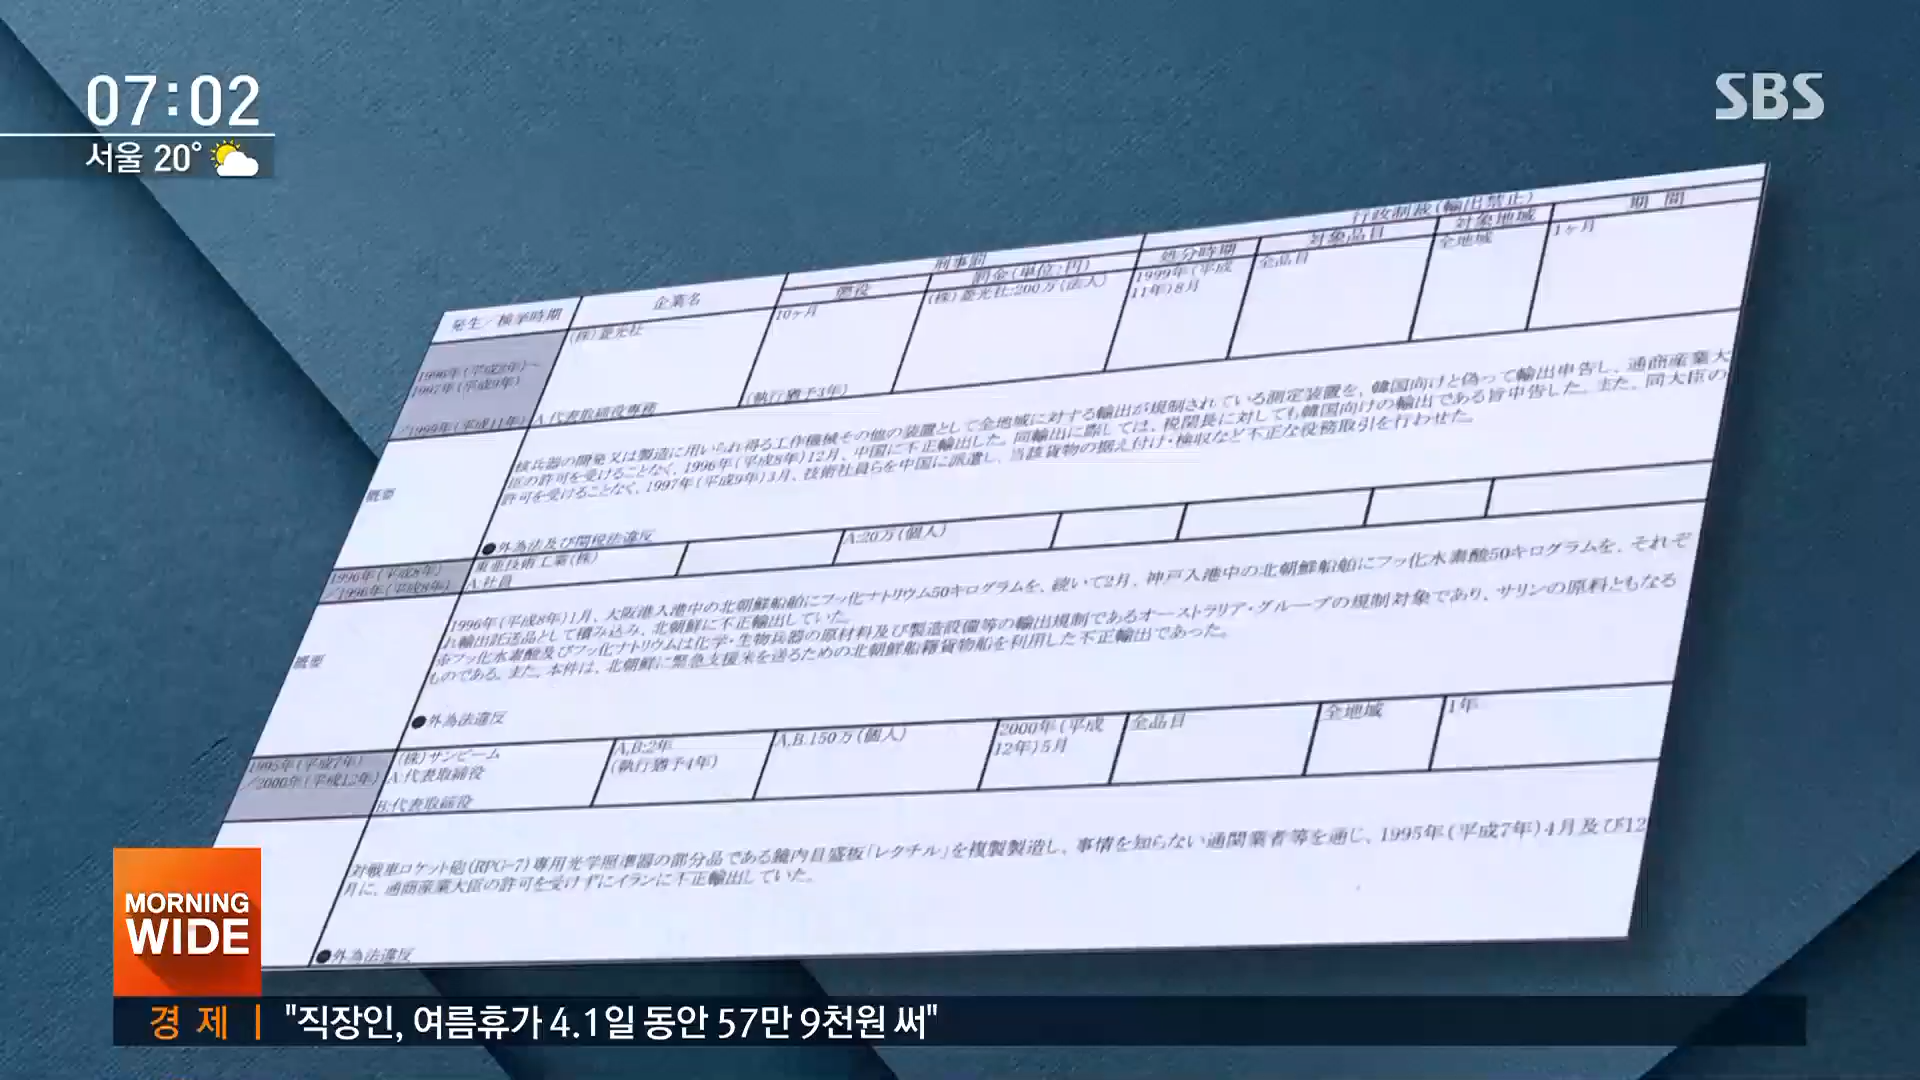 07:02
서울 20°
SBS
行政制裁(輸出禁止)
刑事罰
発生/検挙時期
企業名
懲役
罰金(単位:円)
処分時期
対象品目
対象地域
期間
1996年(平成8年)~
1997年(平成9年)
/1999年(平成11年)
(株)菱光社
A 代表取締役専務
10ヶ月
(執行猶予3年)
(株)菱光社:200万(法人)
1999年(平成
11年)8月
全品目
全地域
1ヶ月
概要
核兵器の開発又は製造に用いられ得る工作機械その他の装置として全地域に対する輸出が規制されている測定装置を、韓国向けと偽って輸出申告し、通商産業大
臣の許可を受けることなく、1996年(平成8年)12月、中国に不正輸出した。同輸出に際しては、税関長に対しても韓国向けの輸出である旨申告した。また、同大臣の
許可を受けることなく、1997年(平成9年)3月、技術社員らを中国に派遣し、当該貨物の据え付け・検収など不正な役務取引を行わせた。
●外為法及び関税法違反
1996年(平成8年)
/1996年(平成8年)
東亜技術工業(株)
A:社員
A:20万(個人)
概要
1996年(平成8年)1月、大阪港入港中の北朝鮮船舶にフッ化ナトリウム50キログラムを、続いて2月、神戸入港中の北朝鮮船舶にフッ化水素酸50キログラムを、それぞ
れ輸出託送品として積み込み、北朝鮮に不正輸出していた。
※フッ化水素酸及びフッ化ナトリウムは化学・生物兵器の原材料及び製造設備等の輸出規制であるオーストラリア・グループの規制対象であり、サリンの原料ともなる
ものである。また、本件は、北朝鮮に緊急支援米を送るための北朝鮮船籍貨物船を利用した不正輸出であった。
●外為法違反
1995年(平成7年)
/2000年(平成12年)
(株)サンビーム
A:代表取締役
B:代表取締役
A,B:2年
(執行猶予4年)
A,B:150万(個人)
2000年(平成
12年)5月
全品目
全地域
1年
対戦車ロケット砲(RPG-7)専用光学照準器の部分品である鏡内目盛板「レクチル」を複製製造し、事情を知らない通関業者等を通じ、1995年(平成7年)4月及び12
月に、通商産業大臣の許可を受けずにイランに不正輸出していた。
●外為法違反
MORNING
WIDE
경제 | "직장인, 여름휴가 4.1일 동안 57만 9천원 써"